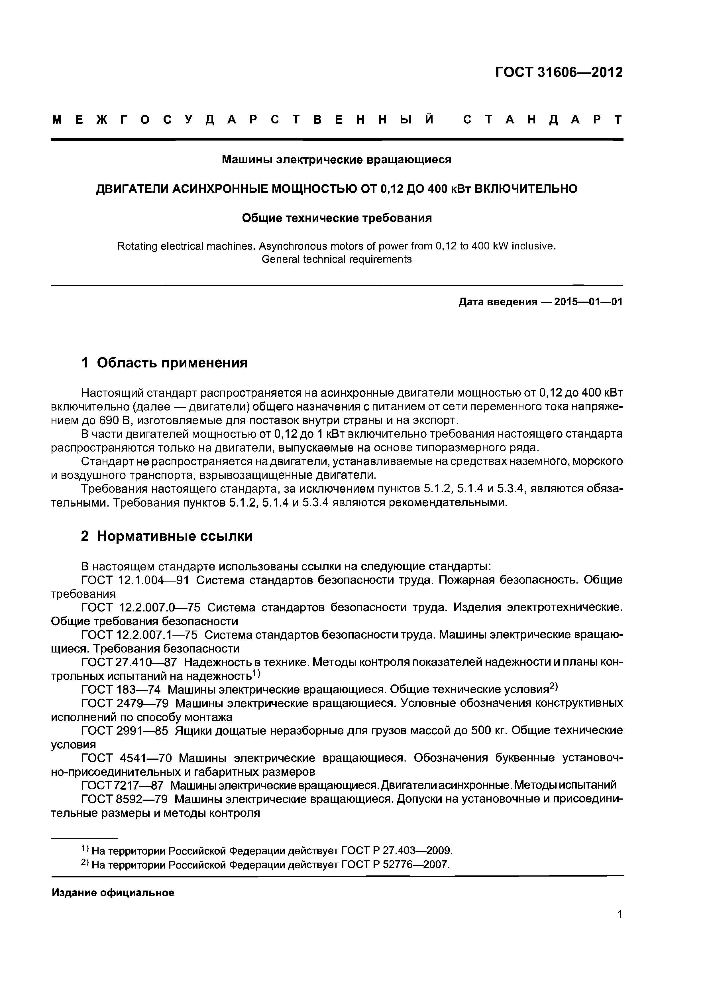 ГОСТ 31606—2012
МЕЖГОСУДАРСТВЕННЫЙ СТАНДАРТ
Машины электрические вращающиеся
ДВИГАТЕЛИ АСИНХРОННЫЕ МОЩНОСТЬЮ ОТ 0,12 ДО 400 кВт ВКЛЮЧИТЕЛЬНО
Общие технические требования
Rotating electrical machines. Asynchronous motors of power from 0,12 to 400 kW inclusive.
General technical requirements
Дата введения — 2015—01—01
1 Область применения
Настоящий стандарт распространяется на асинхронные двигатели мощностью от 0,12 до 400 кВт
включительно (далее — двигатели) общего назначения с питанием от сети переменного тока напряже-
нием до 690 В, изготовляемые для поставок внутри страны и на экспорт.
В части двигателей мощностью от 0,12 до 1 кВт включительно требования настоящего стандарта
распространяются только на двигатели, выпускаемые на основе типоразмерного ряда.
Стандарт не распространяется на двигатели, устанавливаемые на средствах наземного, морского
и воздушного транспорта, взрывозащищенные двигатели.
Требования настоящего стандарта, за исключением пунктов 5.1.2, 5.1.4 и 5.3.4, являются обяза-
тельными. Требования пунктов 5.1.2, 5.1.4 и 5.3.4 являются рекомендательными.
2 Нормативные ссылки
В настоящем стандарте использованы ссылки на следующие стандарты:
ГОСТ 12.1.004—91 Система стандартов безопасности труда. Пожарная безопасность. Общие
требования
ГОСТ 12.2.007.0—75 Система стандартов безопасности труда. Изделия электротехнические.
Общие требования безопасности
ГОСТ 12.2.007.1—75 Система стандартов безопасности труда. Машины электрические вращаю-
щиеся. Требования безопасности
ГОСТ 27.410—87 Надежность в технике. Методы контроля показателей надежности и планы кон-
трольных испытаний на надежность1)
ГОСТ 183—74 Машины электрические вращающиеся. Общие технические условия2)
ГОСТ 2479—79 Машины электрические вращающиеся. Условные обозначения конструктивных
исполнений по способу монтажа
ГОСТ 2991—85 Ящики дощатые неразборные для грузов массой до 500 кг. Общие технические
условия
ГОСТ 4541—70 Машины электрические вращающиеся. Обозначения буквенные установоч-
но-присоединительных и габаритных размеров
ГОСТ 7217—87 Машины электрические вращающиеся. Двигатели асинхронные. Методы испытаний
ГОСТ 8592—79 Машины электрические вращающиеся. Допуски на установочные и присоедини-
тельные размеры и методы контроля
1) На территории Российской Федерации действует ГОСТ Р 27.403—2009.
2) На территории Российской Федерации действует ГОСТ Р 52776—2007.
Издание официальное
1